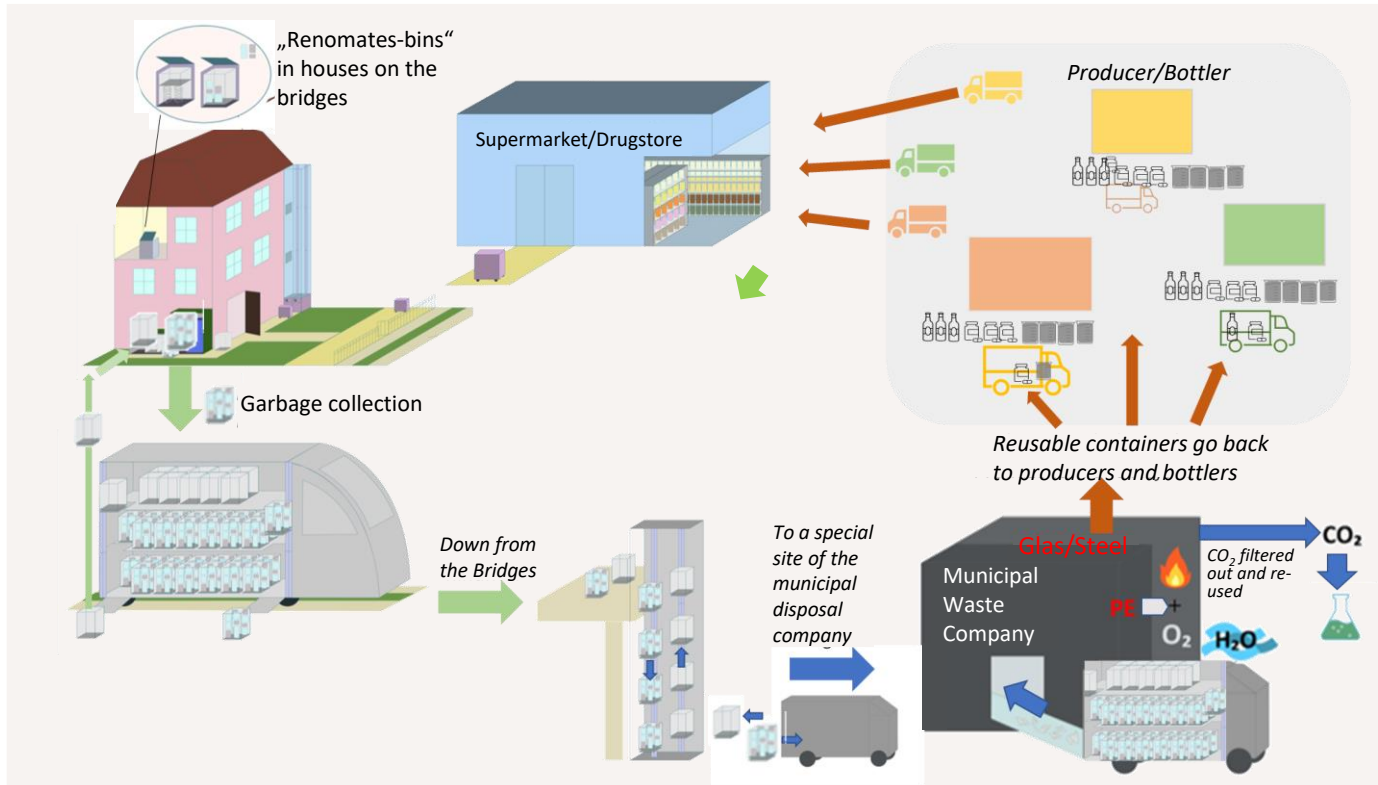 „Renomates-bins“
in houses on the
bridges
Supermarket/Drugstore
Producer/Bottler
Garbage collection
Reusable containers go back
to producers and bottlers
Down from
the Bridges
To a special
site of the
municipal
disposal
company
Glas/Steel
Municipal
Waste
Company
PE
+
O₂
H₂O
CO₂
CO₂ filtered
out and re-
used